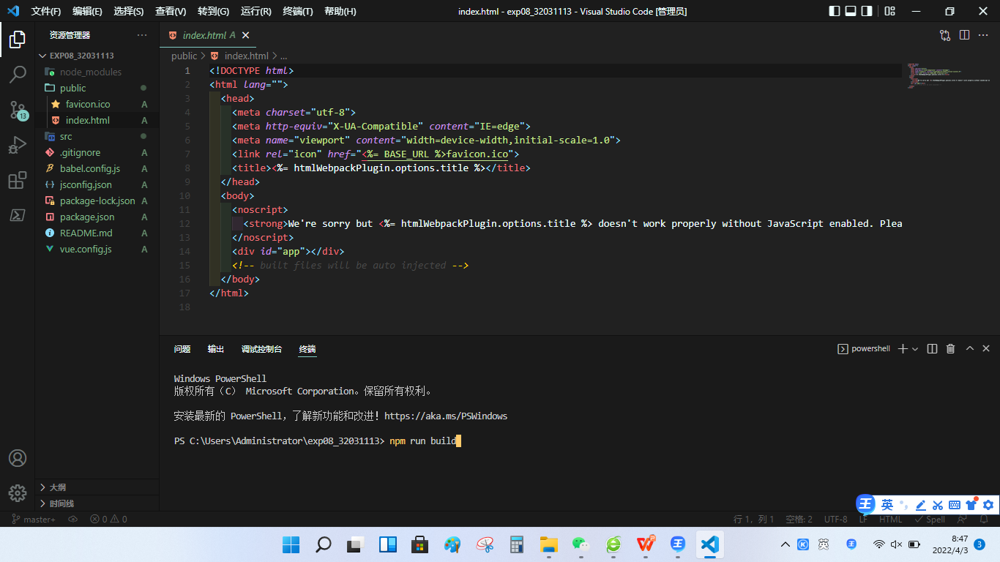 文件(F) 编辑(E) 选择(S) 查看(V) 转到(G) 运行(R) 终端(T) 帮助(H) index.html - exp08_32031113 - Visual Studio Code [管理员]
资源管理器
EXP08_32031113
node_modules
public
favicon.ico A
index.html A
src
.gitignore A
babel.config.js A
jsconfig.json A
package-lock.json A
package.json A
README.md A
vue.config.js A
大纲
时间线
13
index.html A
public > index.html > ...
1 <!DOCTYPE html>
2 <html lang="">
3 <head>
4 <meta charset="utf-8">
5 <meta http-equiv="X-UA-Compatible" content="IE=edge">
6 <meta name="viewport" content="width=device-width,initial-scale=1.0">
7 <link rel="icon" href="<%= BASE_URL %>favicon.ico">
8 <title><%= htmlWebpackPlugin.options.title %></title>
9 </head>
10 <body>
11 <noscript>
12 <strong>We're sorry but <%= htmlWebpackPlugin.options.title %> doesn't work properly without JavaScript enabled. Plea
13 </noscript>
14 <div id="app"></div>
15 <!-- built files will be auto injected -->
16 </body>
17 </html>
18
问题 输出 调试控制台 终端 powershell
Windows PowerShell
版权所有（C） Microsoft Corporation。保留所有权利。
安装最新的 PowerShell，了解新功能和改进！https://aka.ms/PSWindows
PS C:\Users\Administrator\exp08_32031113> npm run build
王 英
master+ 0 0 行 1，列 1 空格: 2 UTF-8 LF HTML Spell
英 王 8:47
2022/4/3 3